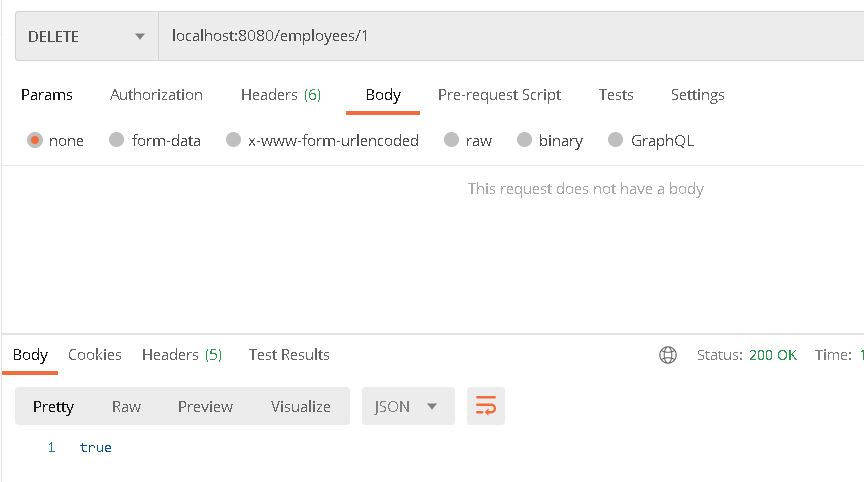 DELETE localhost:8080/employees/1
Params Authorization Headers (6) Body Pre-request Script Tests Settings
none form-data x-www-form-urlencoded raw binary GraphQL
This request does not have a body
Body Cookies Headers (5) Test Results Status: 200 OK Time: 1
Pretty Raw Preview Visualize JSON
1 true